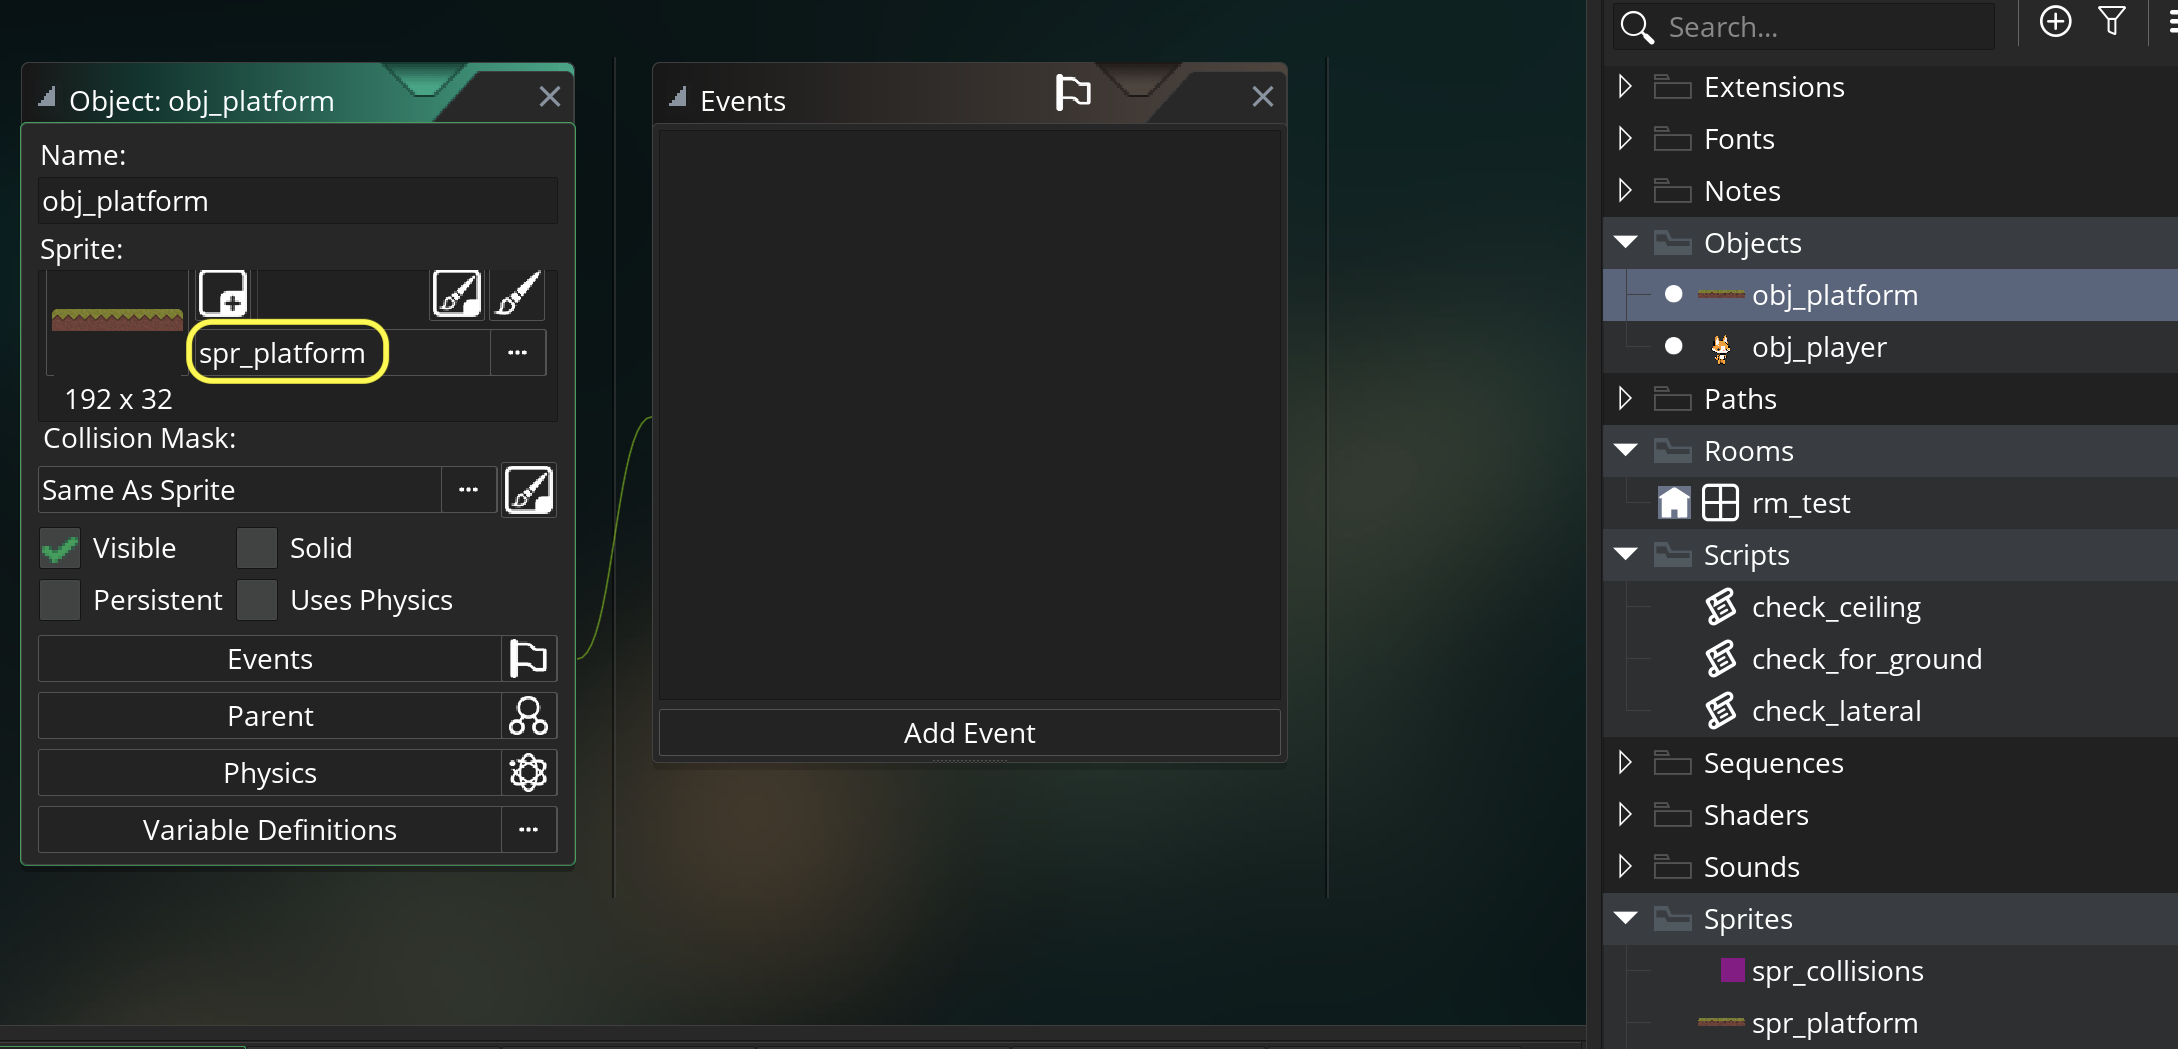 Object: obj_platform
Name:
obj_platform
Sprite:
spr_platform
192 x 32
Collision Mask:
Same As Sprite
Visible
Solid
Persistent
Uses Physics
Events
Parent
Physics
Variable Definitions
Events
Add Event
Search...
Extensions
Fonts
Notes
Objects
obj_platform
obj_player
Paths
Rooms
rm_test
Scripts
check_ceiling
check_for_ground
check_lateral
Sequences
Shaders
Sounds
Sprites
spr_collisions
spr_platform